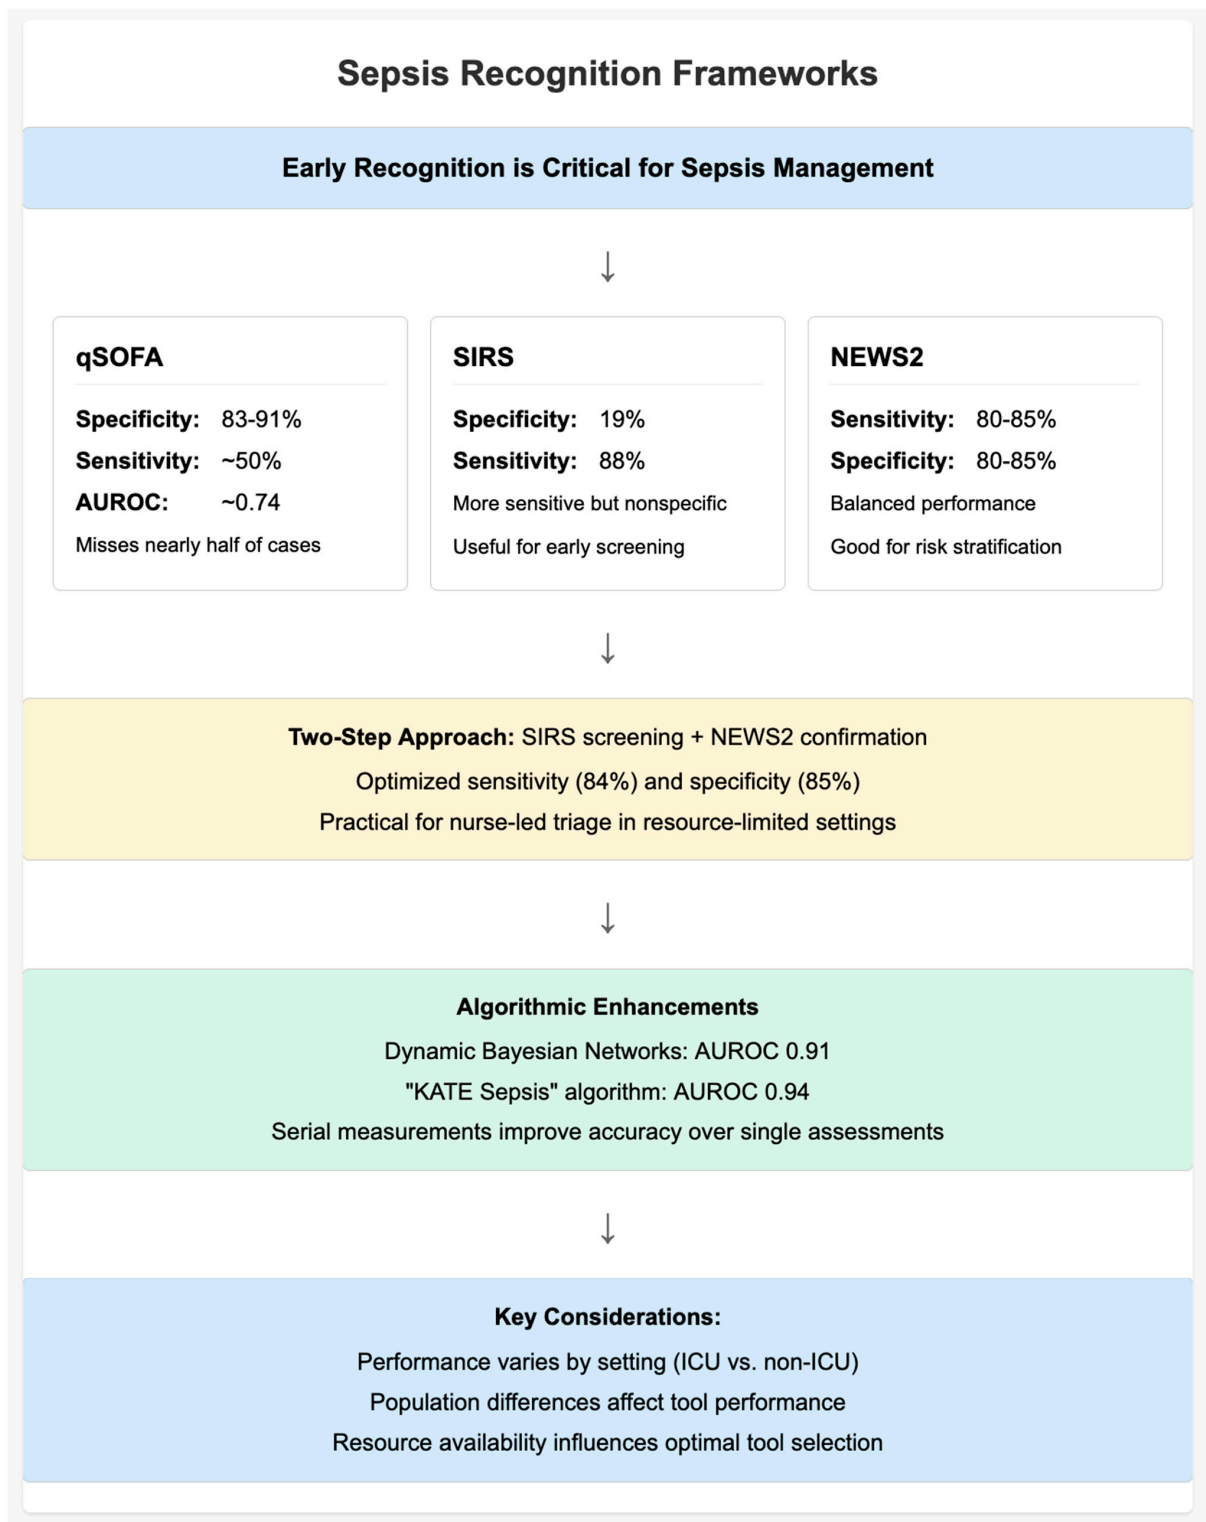 Sepsis Recognition Frameworks
Early Recognition is Critical for Sepsis Management
↓
qSOFA
Specificity: 83-91%
Sensitivity: ~50%
AUROC: ~0.74
Misses nearly half of cases
SIRS
Specificity: 19%
Sensitivity: 88%
More sensitive but nonspecific
Useful for early screening
NEWS2
Sensitivity: 80-85%
Specificity: 80-85%
Balanced performance
Good for risk stratification
↓
Two-Step Approach: SIRS screening + NEWS2 confirmation
Optimized sensitivity (84%) and specificity (85%)
Practical for nurse-led triage in resource-limited settings
↓
Algorithmic Enhancements
Dynamic Bayesian Networks: AUROC 0.91
"KATE Sepsis" algorithm: AUROC 0.94
Serial measurements improve accuracy over single assessments
↓
Key Considerations:
Performance varies by setting (ICU vs. non-ICU)
Population differences affect tool performance
Resource availability influences optimal tool selection